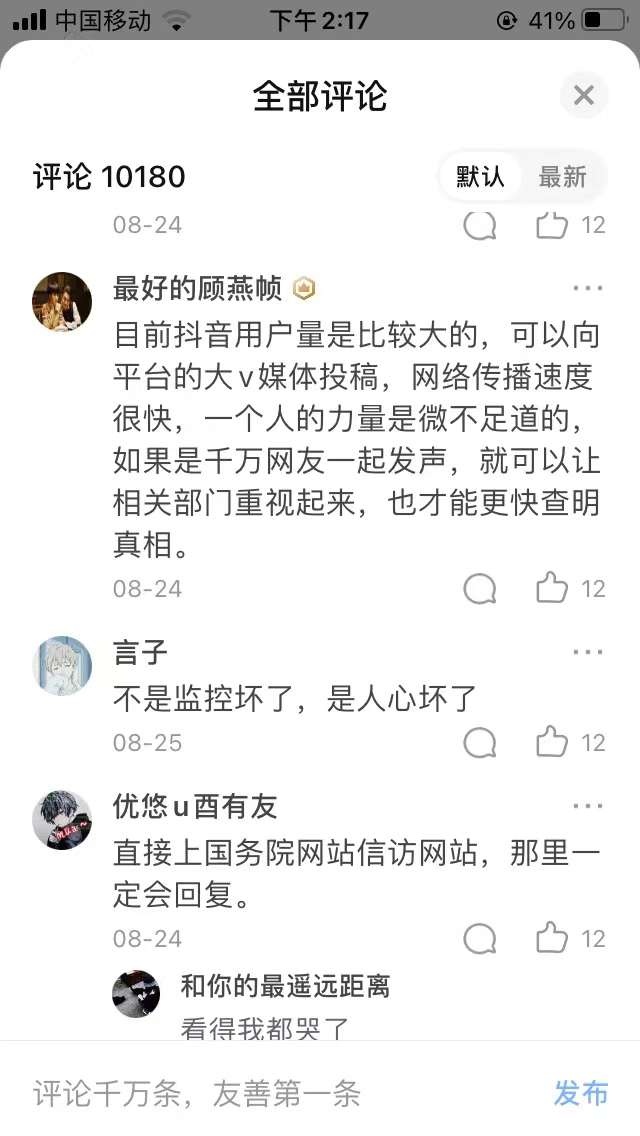 中国移动
下午2:17
41%
全部评论
评论 10180
默认
最新
08-24
12
最好的顾燕帧
目前抖音用户量是比较大的，可以向
平台的大v媒体投稿，网络传播速度
很快，一个人的力量是微不足道的，
如果是千万网友一起发声，就可以让
相关部门重视起来，也才能更快查明
真相。
08-24
12
言子
不是监控坏了，是人心坏了
08-25
12
优悠u酉有友
直接上国务院网站信访网站，那里一
定会回复。
08-24
12
和你的最遥远距离
看得我都哭了
评论千万条，友善第一条
发布